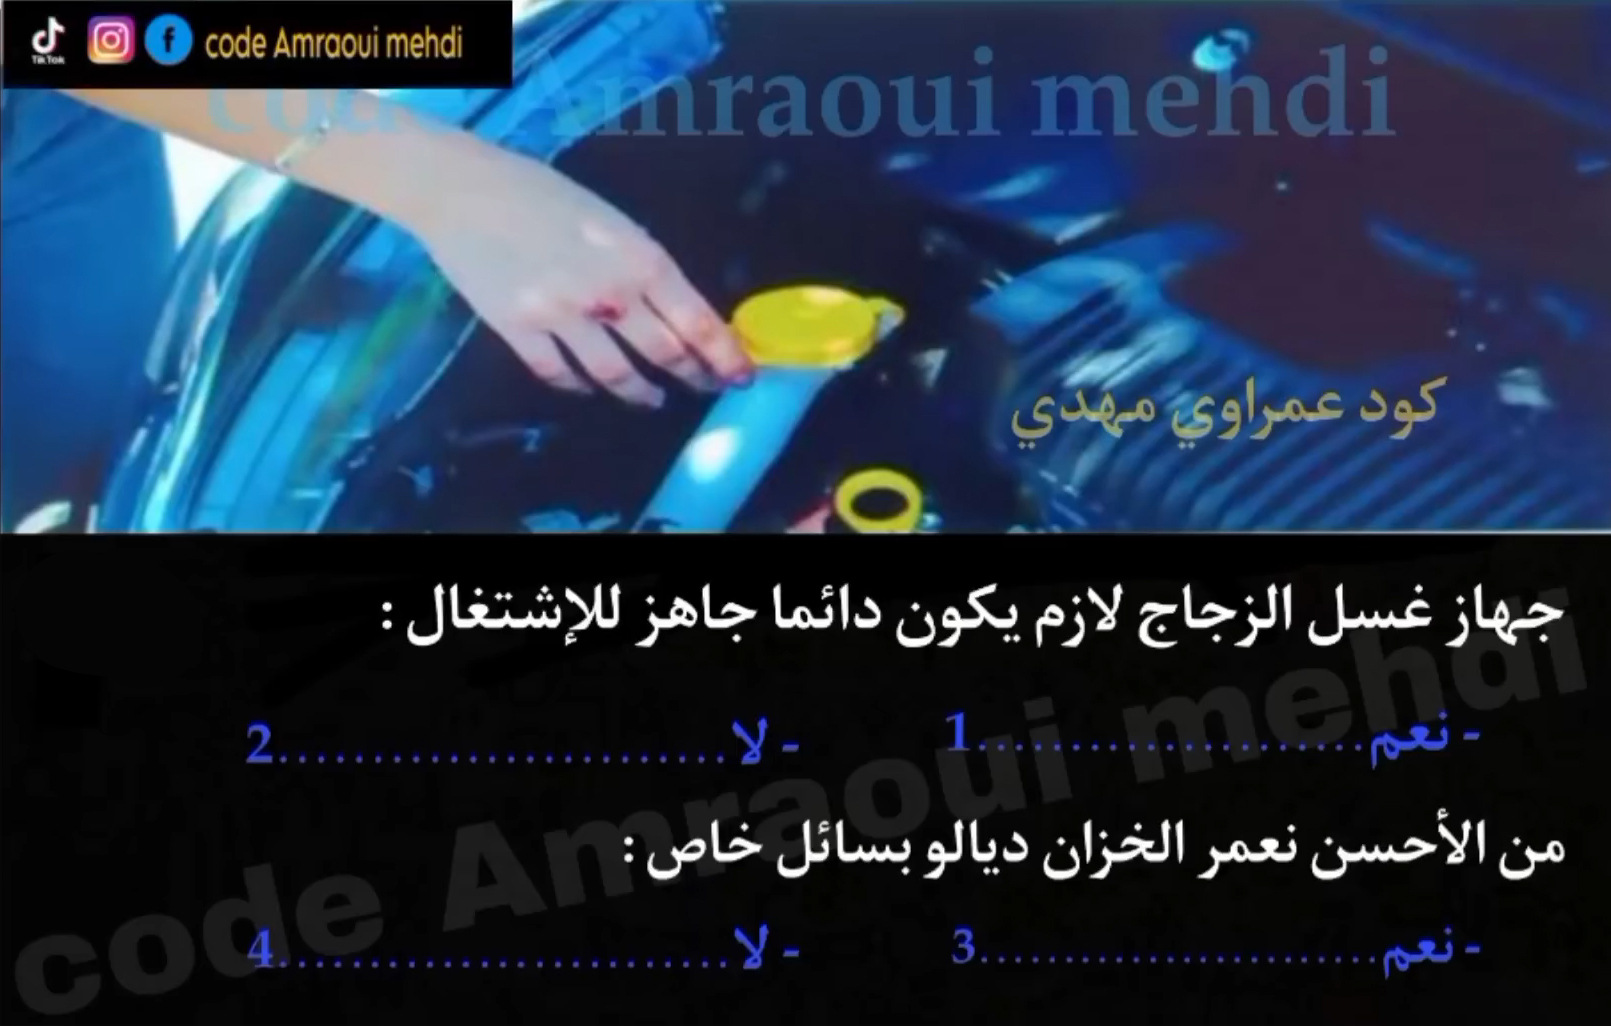 TikTok
code Amraoui mehdi
code Amraoui mehdi
كود عمراوي مهدي
جهاز غسل الزجاج لازم يكون دائما جاهز للإشتغال :
- نعم......................1 - لا........................2
من الأحسن نعمر الخزان ديالو بسائل خاص :
- نعم......................3 - لا........................4
code Amraoui mehdi